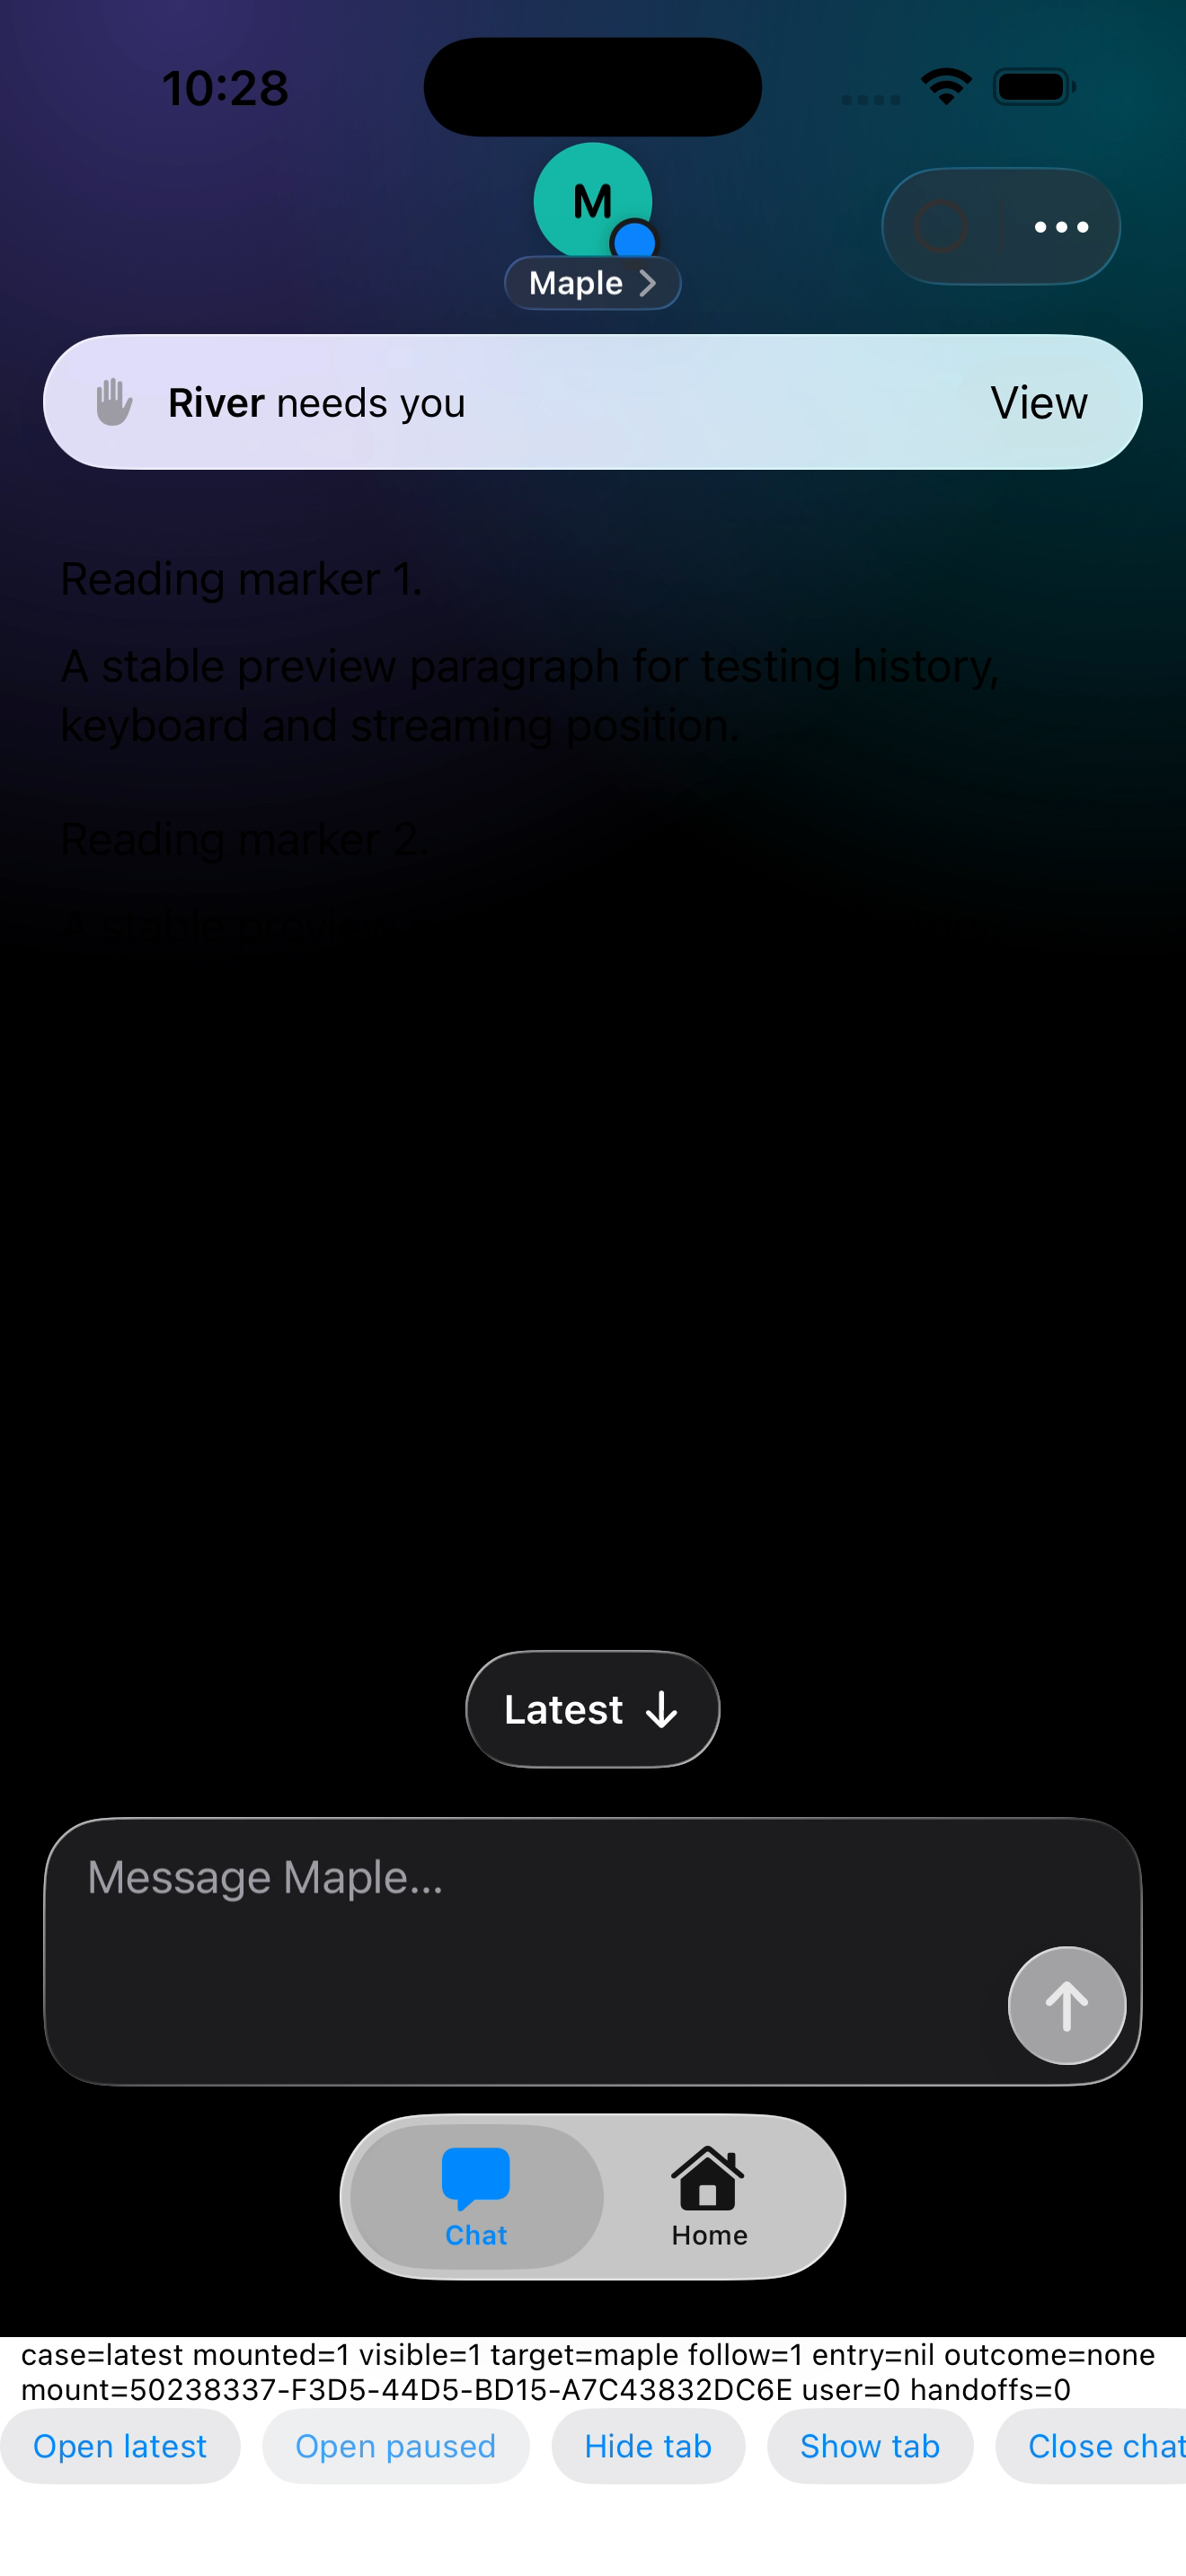 10:28
M
Maple
River needs you
View
Reading marker 1.
A stable preview paragraph for testing history,
keyboard and streaming position.
Reading marker 2.
A stable preview
Latest
Message Maple...
Chat
Home
case=latest mounted=1 visible=1 target=maple follow=1 entry=nil outcome=none
mount=50238337-F3D5-44D5-BD15-A7C43832DC6E user=0 handoffs=0
Open latest
Open paused
Hide tab
Show tab
Close chat